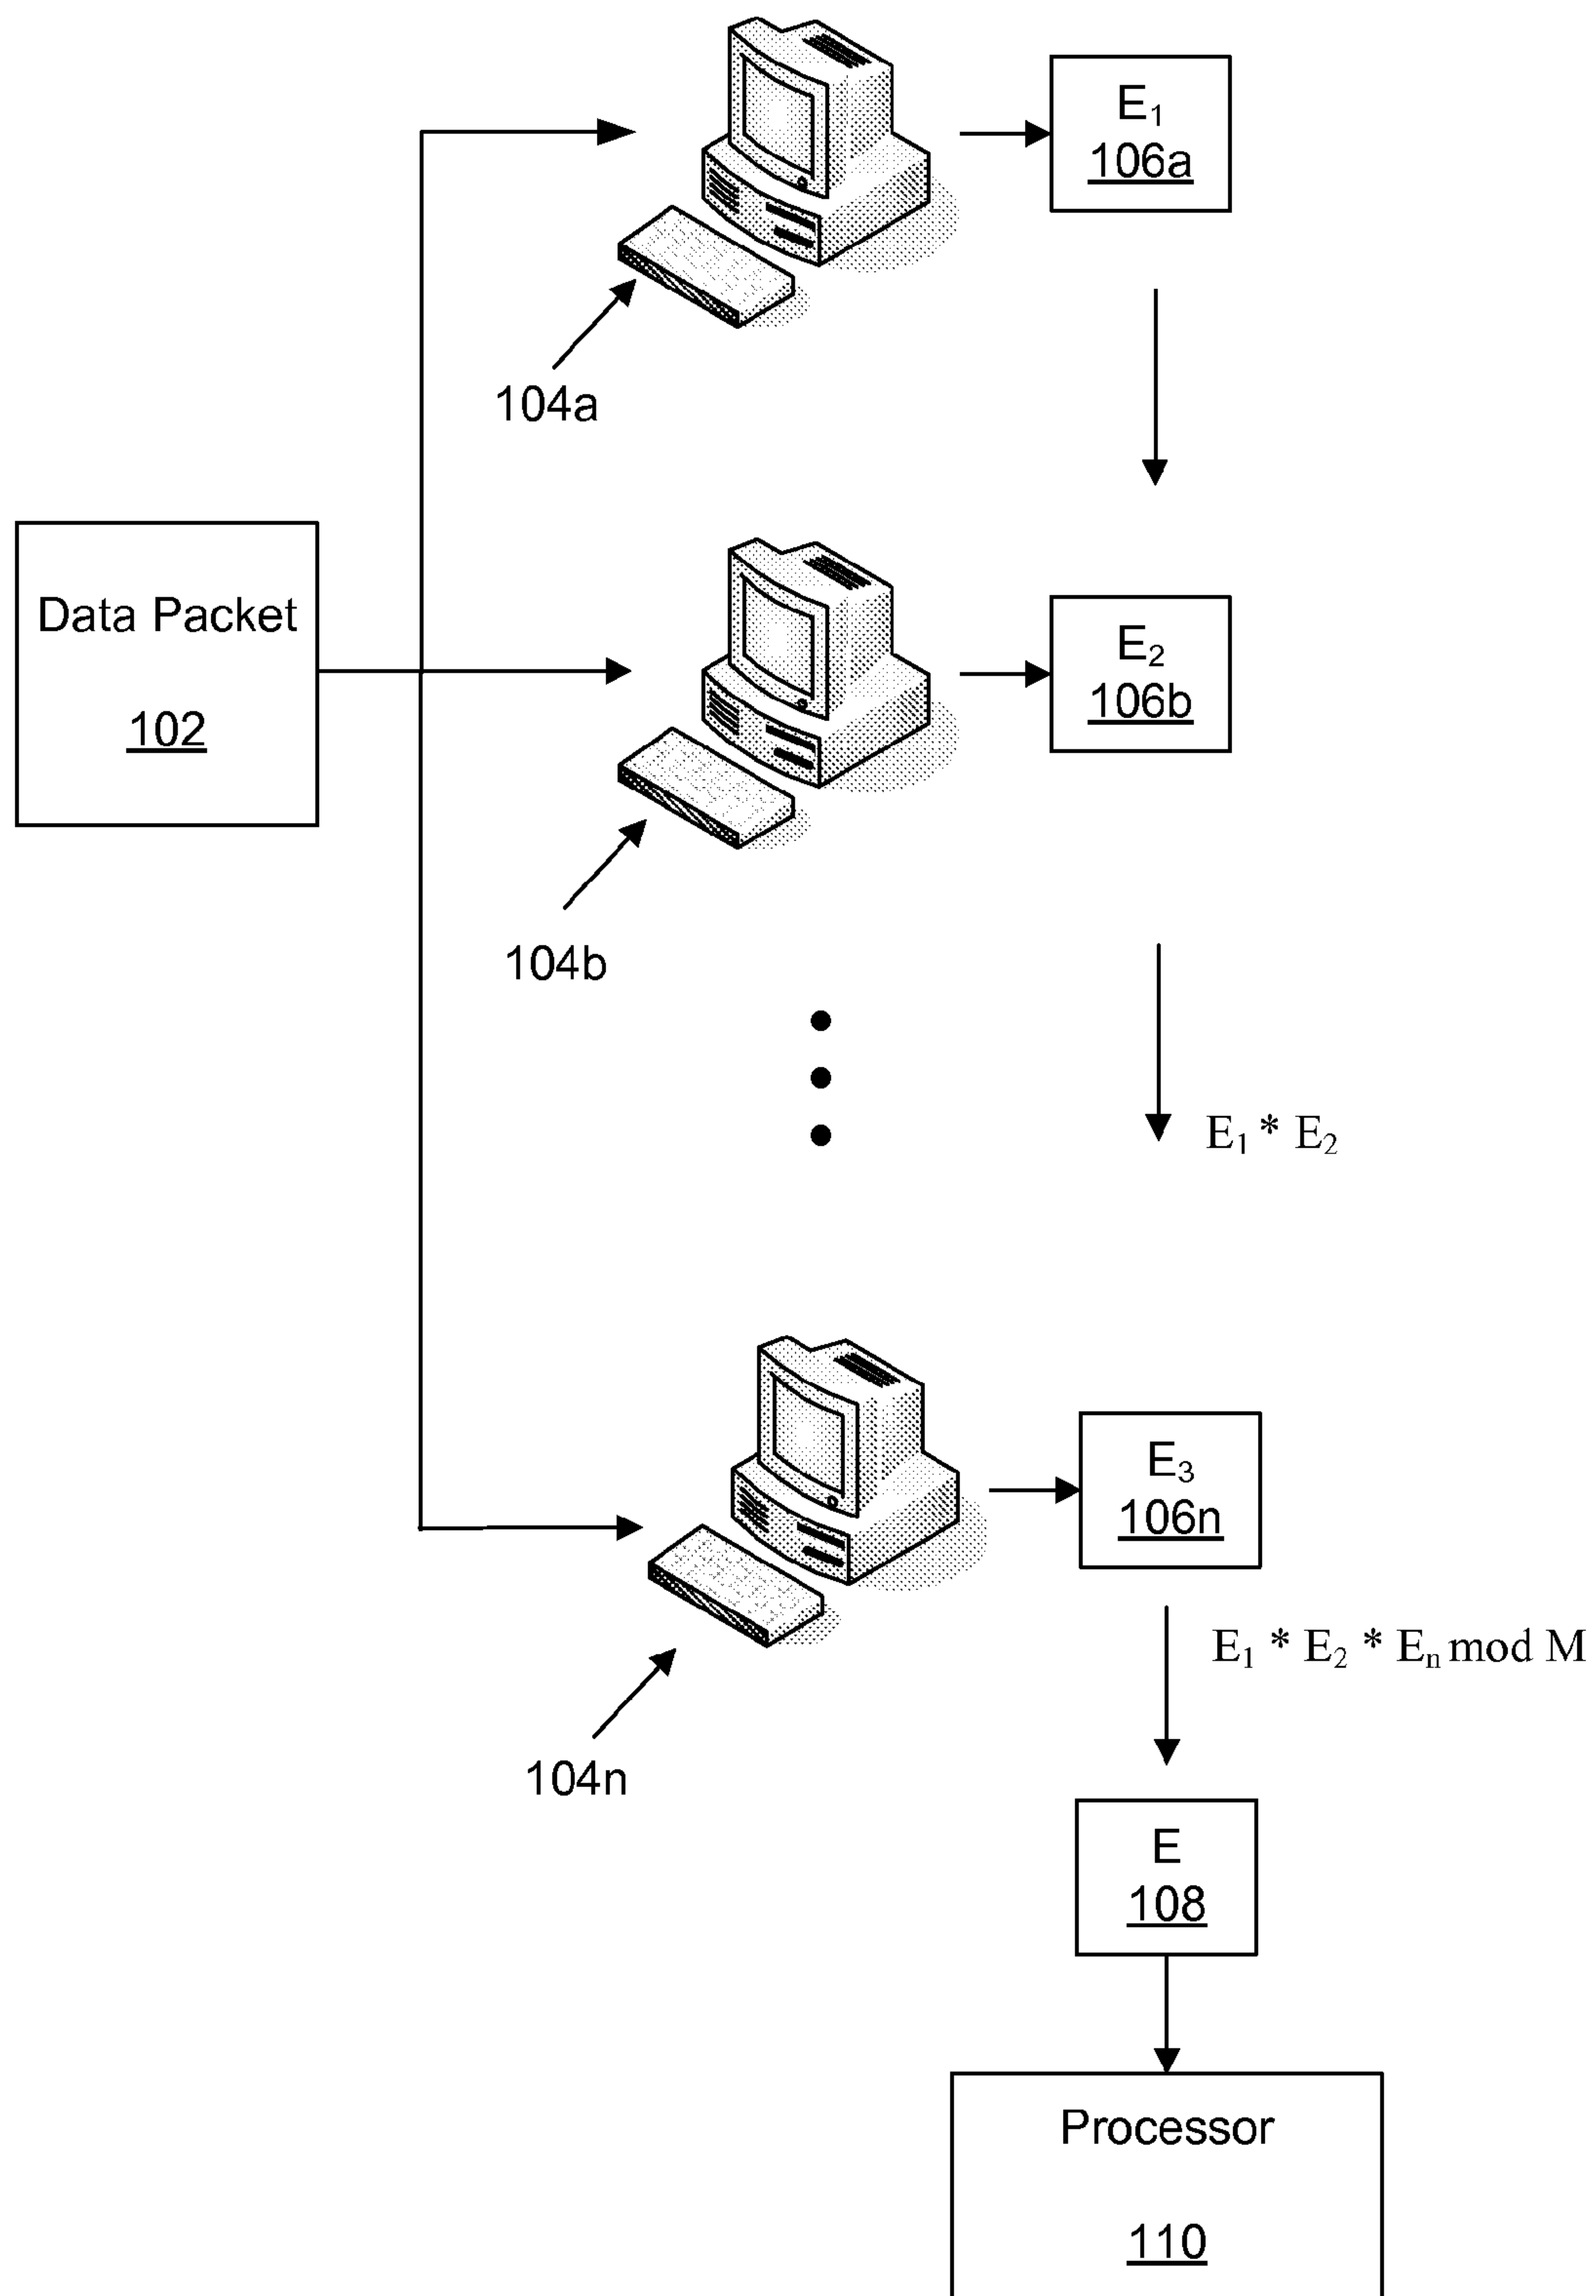 E₁
106a
104a
Data Packet
102
E₂
106b
104b
E₁ * E₂
E₃
106n
E₁ * E₂ * Eₙ mod M
104n
E
108
Processor
110